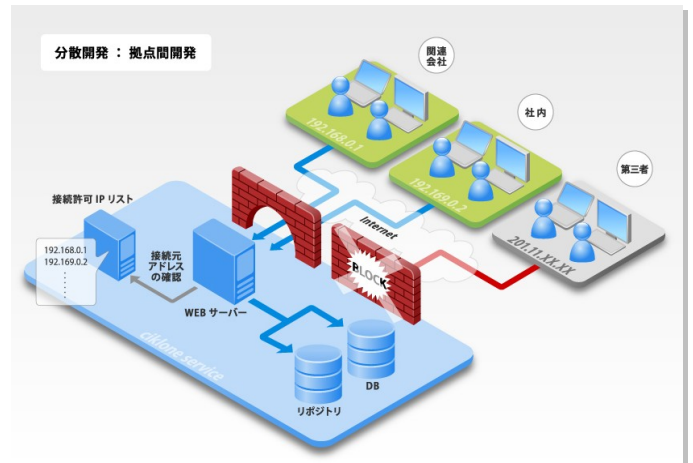 分散開発 : 拠点間開発
関連
会社
社内
第三者
192.168.0.1
192.169.0.2
201.11.XX.XX
Internet
BLOCK
接続許可 IP リスト
192.168.0.1
192.169.0.2
接続元
アドレス
の確認
WEB サーバー
DB
リポジトリ
ciklone service